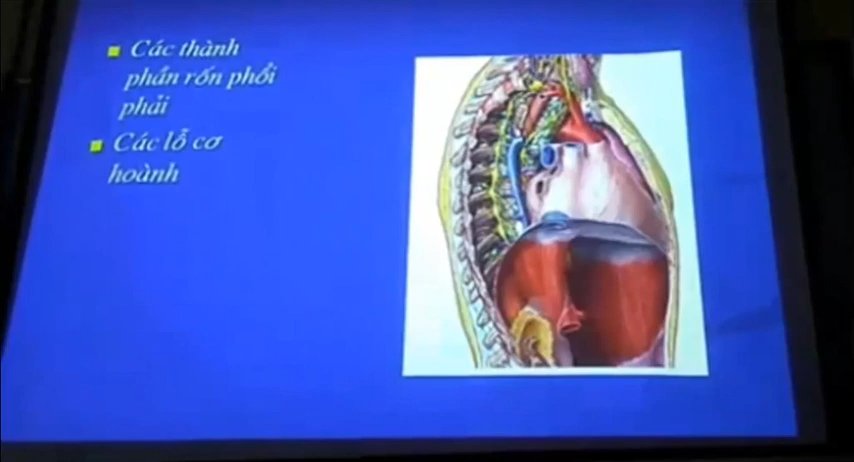 Các thành
phần rốn phổi
phải
Các lỗ cơ
hoành